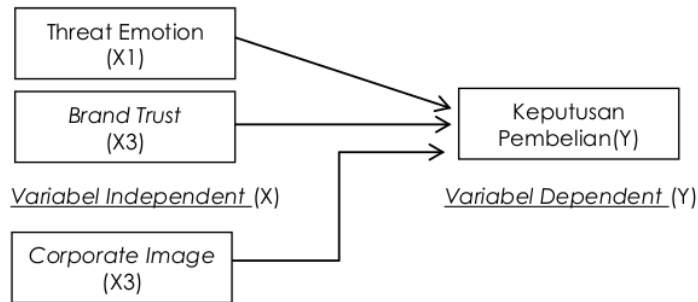 Threat Emotion
(X1)
Brand Trust
(X3)
Keputusan
Pembelian(Y)
Variabel Independent (X)
Variabel Dependent (Y)
Corporate Image
(X3)